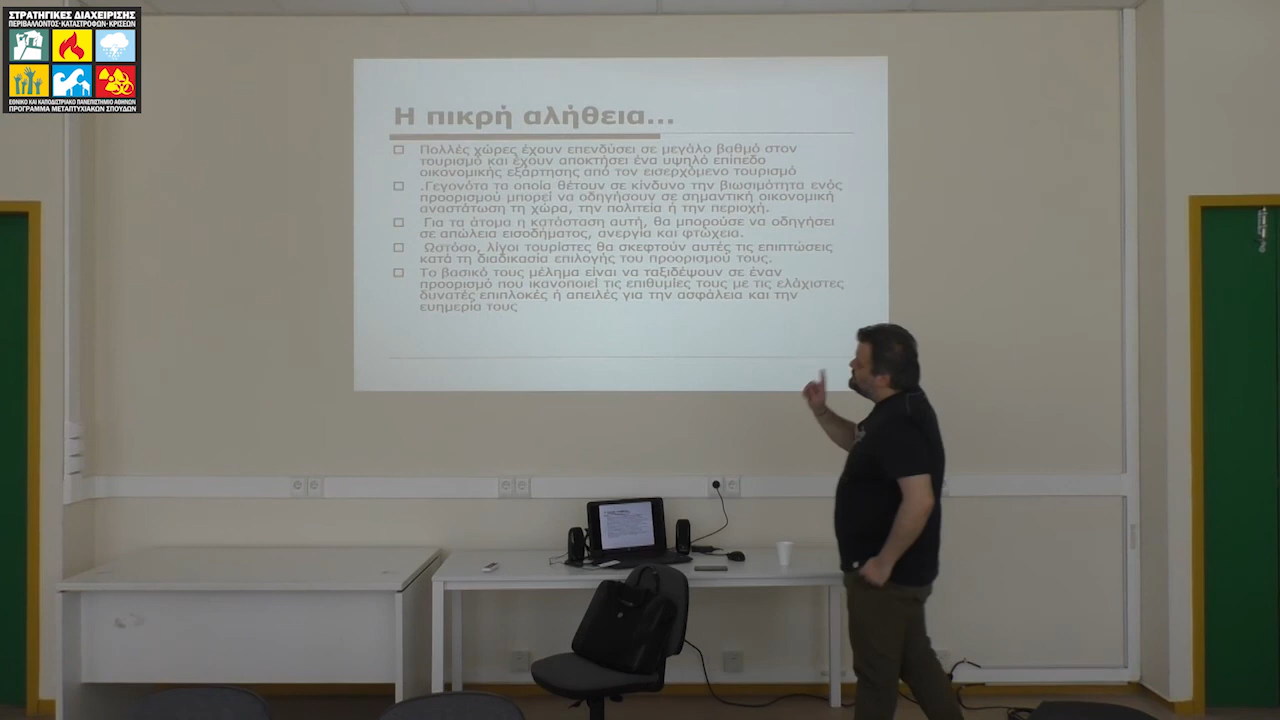 ΣΤΡΑΤΗΓΙΚΕΣ ΔΙΑΧΕΙΡΙΣΗΣ
ΠΕΡΙΒΑΛΛΟΝΤΟΣ·ΚΑΤΑΣΤΡΟΦΩΝ·ΚΡΙΣΕΩΝ
ΕΘΝΙΚΟ ΚΑΙ ΚΑΠΟΔΙΣΤΡΙΑΚΟ ΠΑΝΕΠΙΣΤΗΜΙΟ ΑΘΗΝΩΝ
ΠΡΟΓΡΑΜΜΑ ΜΕΤΑΠΤΥΧΙΑΚΩΝ ΣΠΟΥΔΩΝ
Η πικρή αλήθεια...
Πολλές χώρες έχουν επενδύσει σε μεγάλο βαθμό στον
τουρισμό και έχουν αποκτήσει ένα υψηλό επίπεδο
οικονομικής εξάρτησης από τον εισερχόμενο τουρισμό
.Γεγονότα τα οποία θέτουν σε κίνδυνο την βιωσιμότητα ενός
προορισμού μπορεί να οδηγήσουν σε σημαντική οικονομική
αναστάτωση τη χώρα, την πολιτεία ή την περιοχή.
Για τα άτομα η κατάσταση αυτή, θα μπορούσε να οδηγήσει
σε απώλεια εισοδήματος, ανεργία και φτώχεια.
Ωστόσο, λίγοι τουρίστες θα σκεφτούν αυτές τις επιπτώσεις
κατά τη διαδικασία επιλογής του προορισμού τους.
Το βασικό τους μέλημα είναι να ταξιδέψουν σε έναν
προορισμό που ικανοποιεί τις επιθυμίες τους με τις ελάχιστες
δυνατές επιπλοκές ή απειλές για την ασφάλεια και την
ευημερία τους